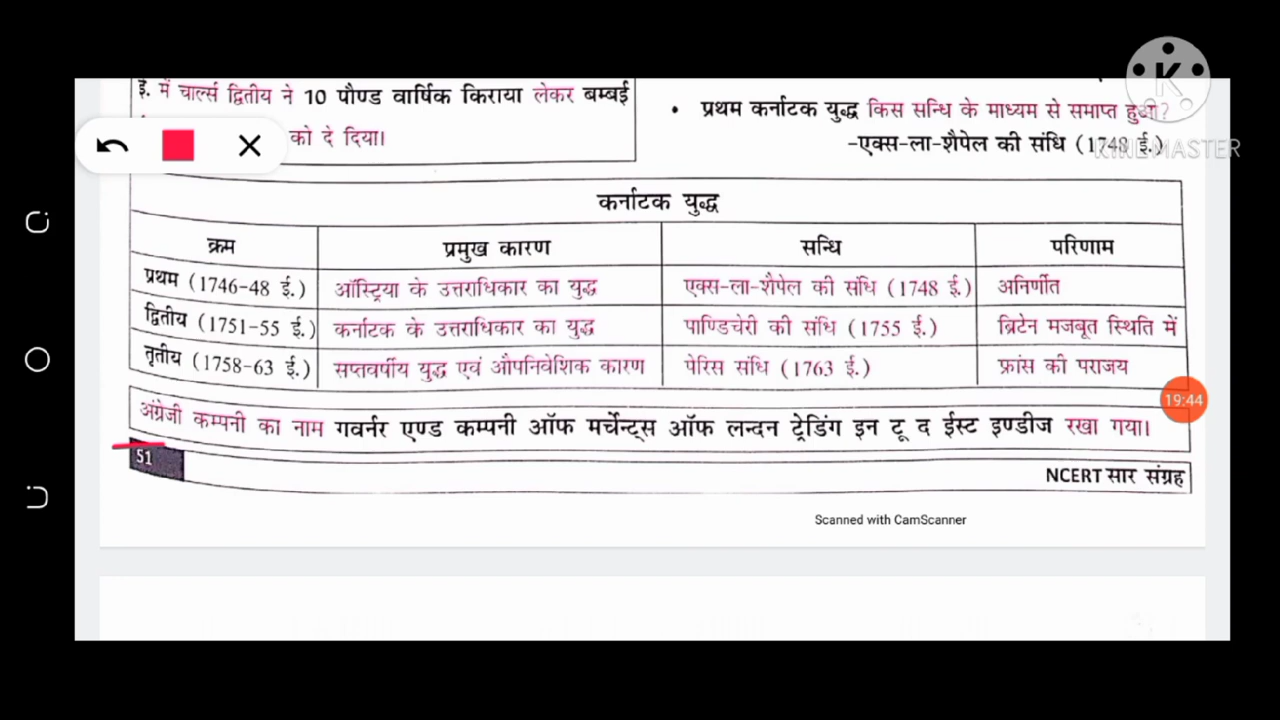 ई. में चार्ल्स द्वितीय ने 10 पौण्ड वार्षिक किराया लेकर बम्बई
को दे दिया।
• प्रथम कर्नाटक युद्ध किस सन्धि के माध्यम से समाप्त हुआ?
-एक्स-ला-शैपेल की संधि (1748 ई.)
K
KINEMASTER
कर्नाटक युद्ध
क्रम प्रमुख कारण सन्धि परिणाम
प्रथम (1746-48 ई.) ऑस्ट्रिया के उत्तराधिकार का युद्ध एक्स-ला-शैपेल की संधि (1748 ई.) अनिर्णीत
द्वितीय (1751-55 ई.) कर्नाटक के उत्तराधिकार का युद्ध पाण्डिचेरी की संधि (1755 ई.) ब्रिटेन मजबूत स्थिति में
तृतीय (1758-63 ई.) सप्तवर्षीय युद्ध एवं औपनिवेशिक कारण पेरिस संधि (1763 ई.) फ्रांस की पराजय
19:44
अंग्रेजी कम्पनी का नाम गवर्नर एण्ड कम्पनी ऑफ मर्चेन्ट्स ऑफ लन्दन ट्रेडिंग इन टू द ईस्ट इण्डीज रखा गया।
51
NCERT सार संग्रह
Scanned with CamScanner